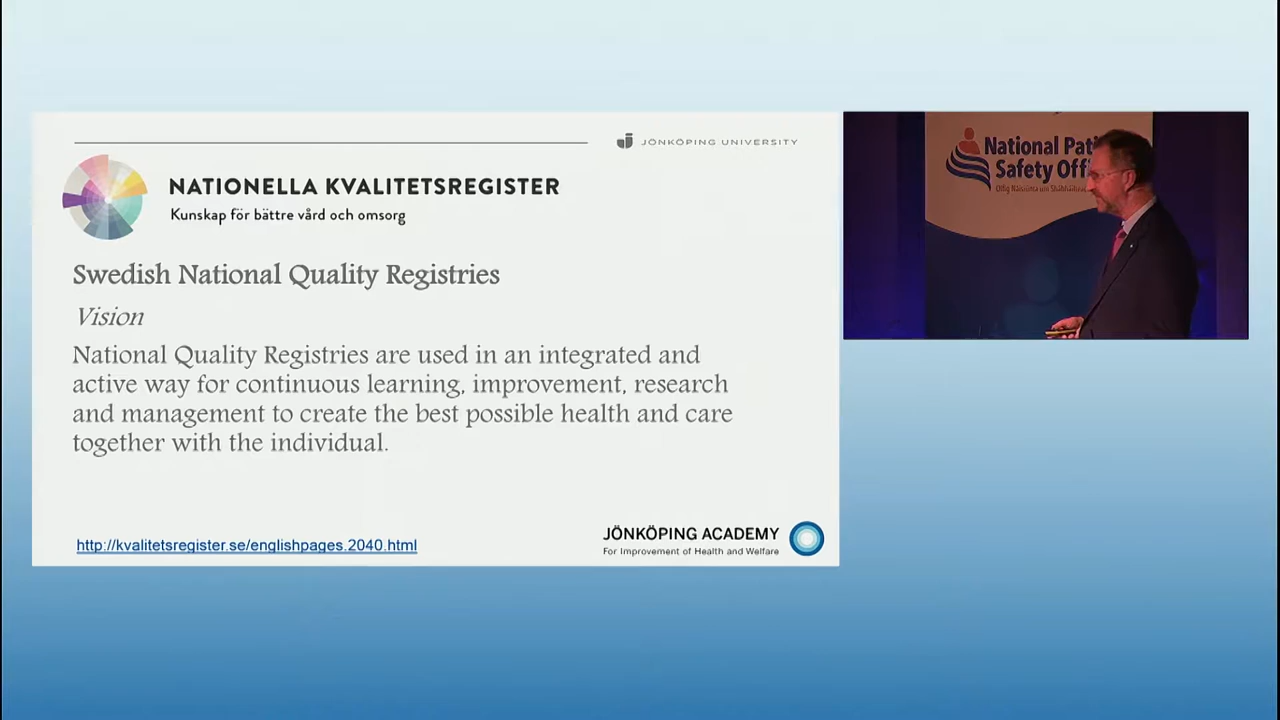 JÖNKÖPING UNIVERSITY
NATIONELLA KVALITETSREGISTER
Kunskap för bättre vård och omsorg
Swedish National Quality Registries
Vision
National Quality Registries are used in an integrated and
active way for continuous learning, improvement, research
and management to create the best possible health and care
together with the individual.
http://kvalitetsregister.se/englishpages.2040.html
JÖNKÖPING ACADEMY
For Improvement of Health and Welfare
National Pat
Safety Off